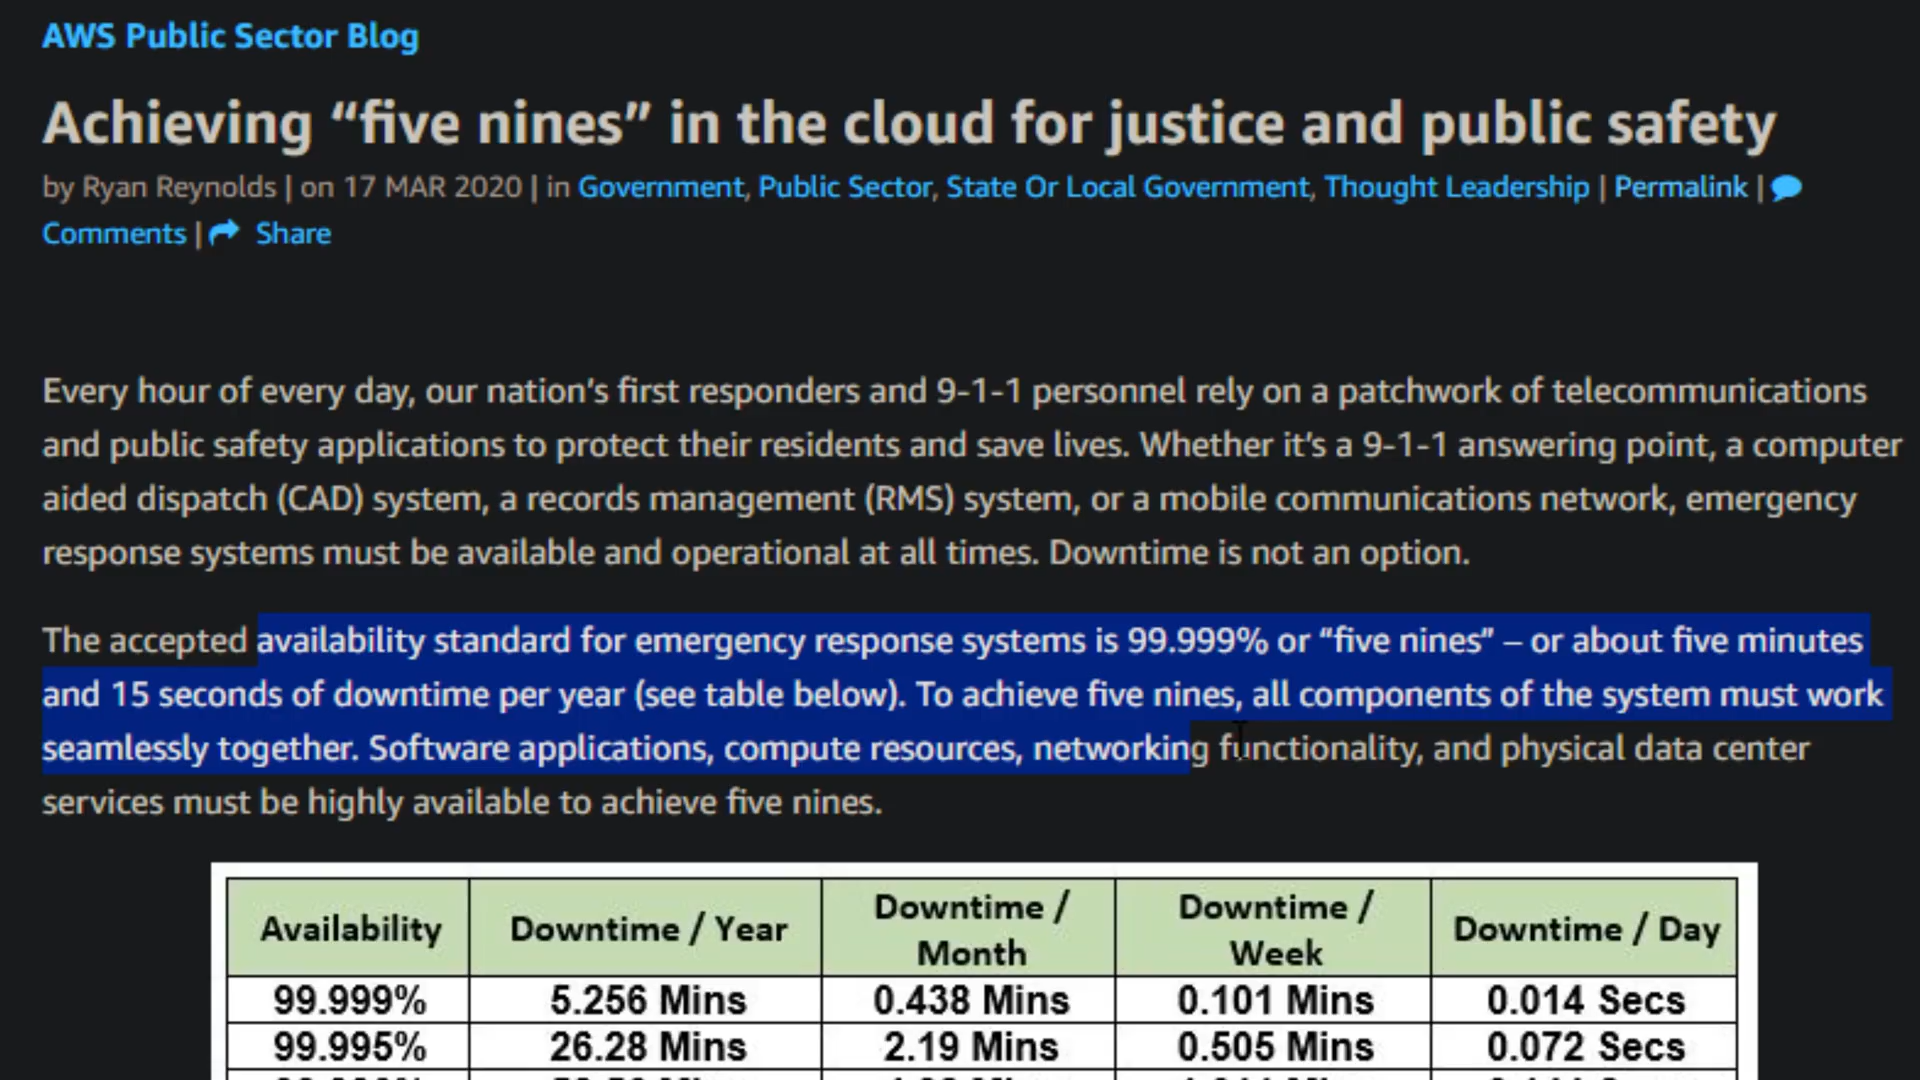 AWS Public Sector Blog
Achieving “five nines” in the cloud for justice and public safety
by Ryan Reynolds | on 17 MAR 2020 | in Government, Public Sector, State Or Local Government, Thought Leadership | Permalink |
Comments | Share
Every hour of every day, our nation’s first responders and 9-1-1 personnel rely on a patchwork of telecommunications
and public safety applications to protect their residents and save lives. Whether it’s a 9-1-1 answering point, a computer
aided dispatch (CAD) system, a records management (RMS) system, or a mobile communications network, emergency
response systems must be available and operational at all times. Downtime is not an option.
The accepted availability standard for emergency response systems is 99.999% or “five nines” – or about five minutes
and 15 seconds of downtime per year (see table below). To achieve five nines, all components of the system must work
seamlessly together. Software applications, compute resources, networking functionality, and physical data center
services must be highly available to achieve five nines.
Availability Downtime / Year Downtime / Month Downtime / Week Downtime / Day
99.999% 5.256 Mins 0.438 Mins 0.101 Mins 0.014 Secs
99.995% 26.28 Mins 2.19 Mins 0.505 Mins 0.072 Secs